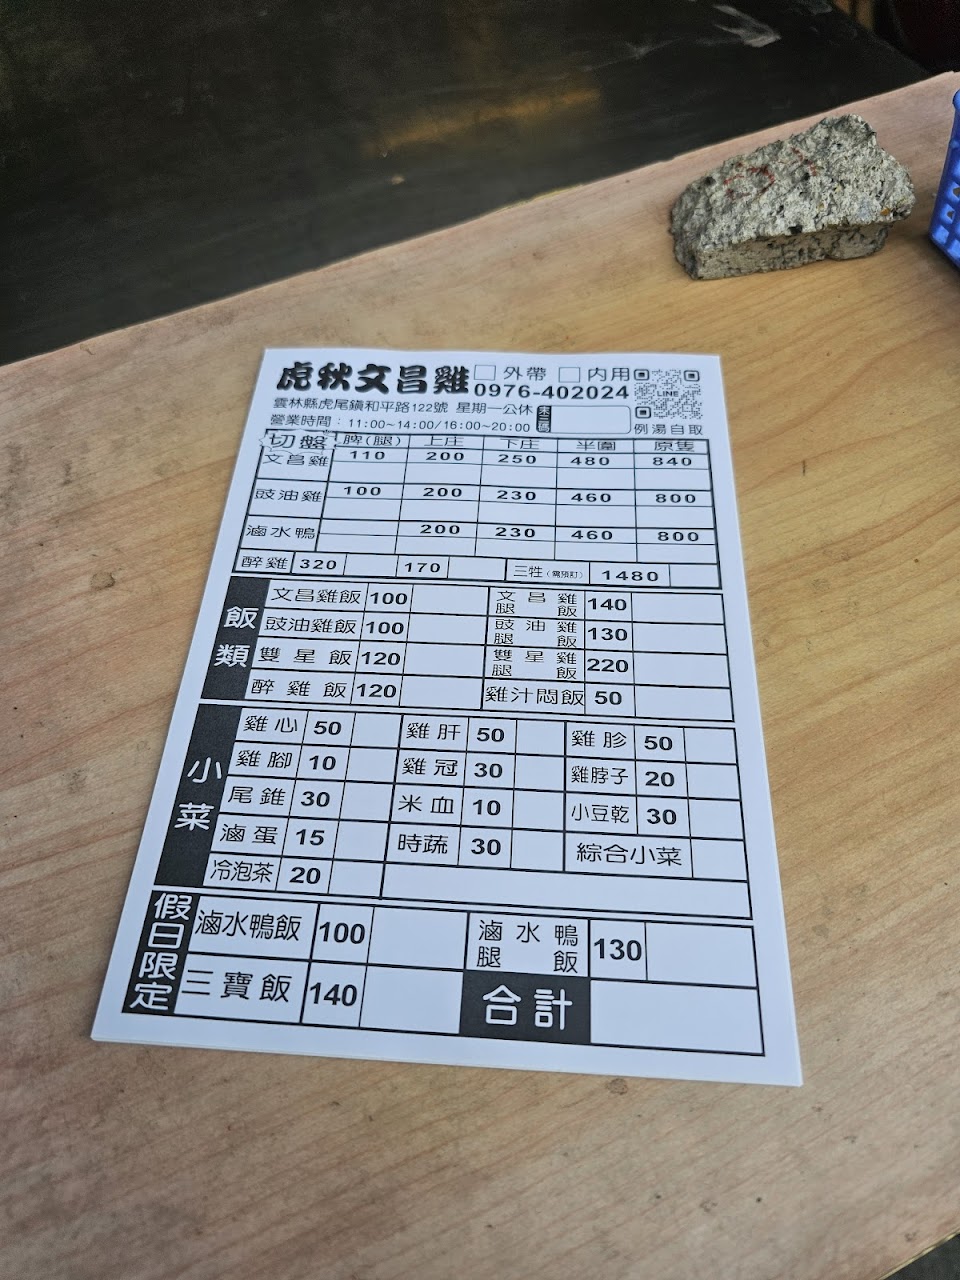 虎秋文昌雞 外帶 內用
0976-402024
LINE
雲林縣虎尾鎮和平路122號 星期一公休 末三碼
營業時間：11:00~14:00/16:00~20:00 例湯自取
切盤 脾(腿) 上庄 下庄 半圍 原隻
文昌雞 110 200 250 480 840
豉油雞 100 200 230 460 800
滷水鴨 200 230 460 800
醉雞 320 170 三牲(需預訂) 1480
飯類
文昌雞飯 100 文昌雞腿飯 140
豉油雞飯 100 豉油雞腿飯 130
雙星飯 120 雙星雞腿飯 220
醉雞飯 120 雞汁悶飯 50
小菜
雞心 50 雞肝 50 雞胗 50
雞腳 10 雞冠 30 雞脖子 20
尾錐 30 米血 10 小豆乾 30
滷蛋 15 時蔬 30 綜合小菜
冷泡茶 20
假日限定
滷水鴨飯 100 滷水鴨腿飯 130
三寶飯 140 合計